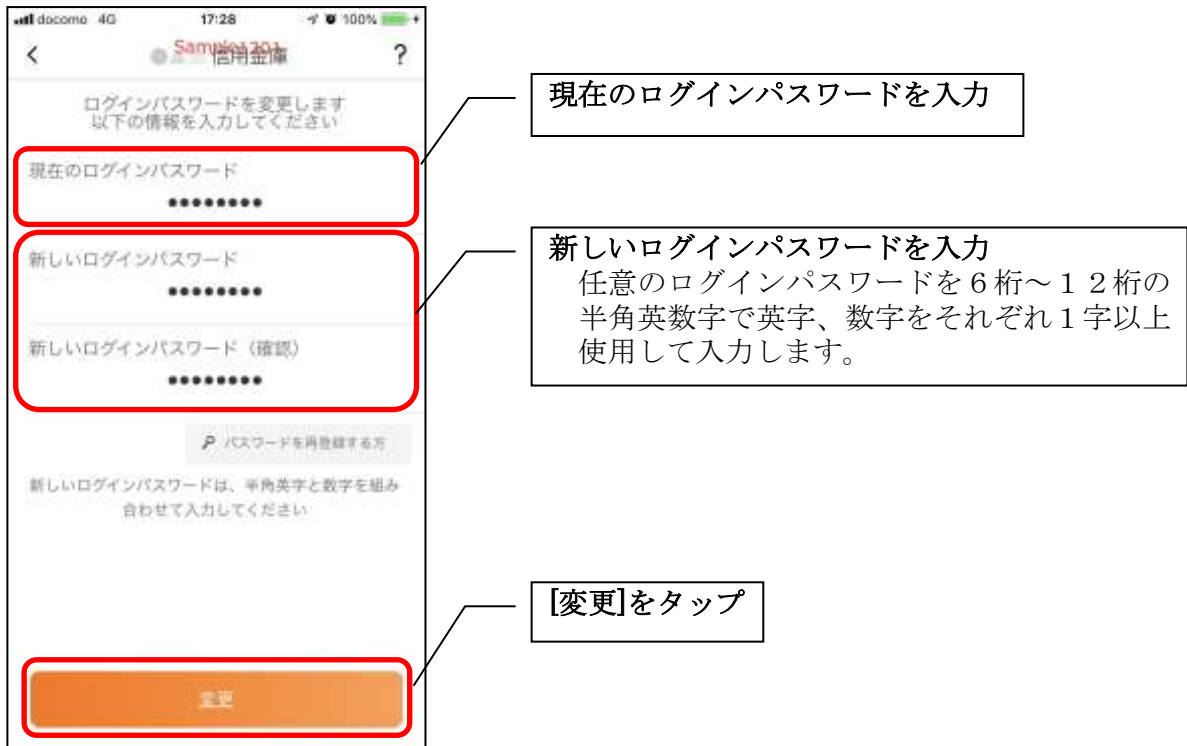 docomo 4G 17:28 100%
Sample1201
信用金庫
?
ログインパスワードを変更します
以下の情報を入力してください
現在のログインパスワード
●●●●●●●●
新しいログインパスワード
●●●●●●●●
新しいログインパスワード（確認）
●●●●●●●●
パスワードを再登録する方
新しいログインパスワードは、半角英字と数字を組み
合わせて入力してください
変更
現在のログインパスワードを入力
新しいログインパスワードを入力
任意のログインパスワードを６桁～１２桁の
半角英数字で英字、数字をそれぞれ１字以上
使用して入力します。
[変更]をタップ